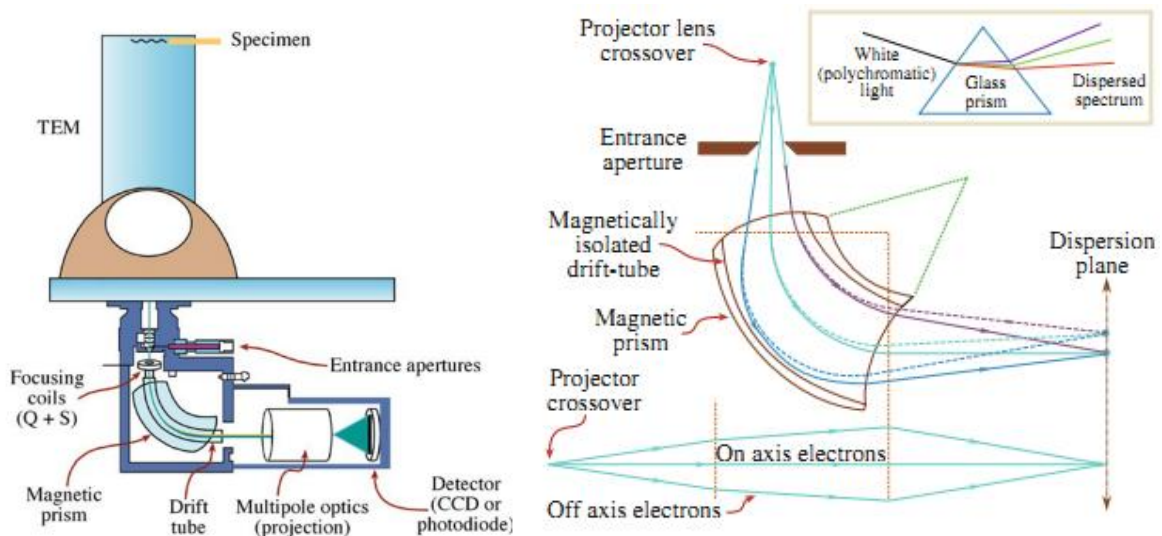 Specimen
TEM
Entrance apertures
Focusing
coils
(Q + S)
Magnetic
prism
Drift
tube
Multipole optics
(projection)
Detector
(CCD or
photodiode)
Projector lens
crossover
White
(polychromatic)
light
Glass
prism
Dispersed
spectrum
Entrance
aperture
Magnetically
isolated
drift-tube
Dispersion
plane
Magnetic
prism
Projector
crossover
On axis electrons
Off axis electrons